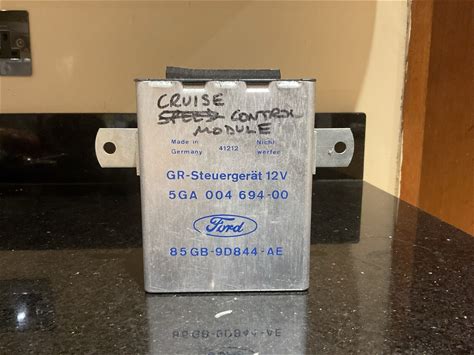 CRUISE
SPEED CONTROL
MODULE
Made in Germany 41212 Nicht werfen
GR-Steuergerät 12V
5GA 004 694-00
Ford
85GB-9D844-AE